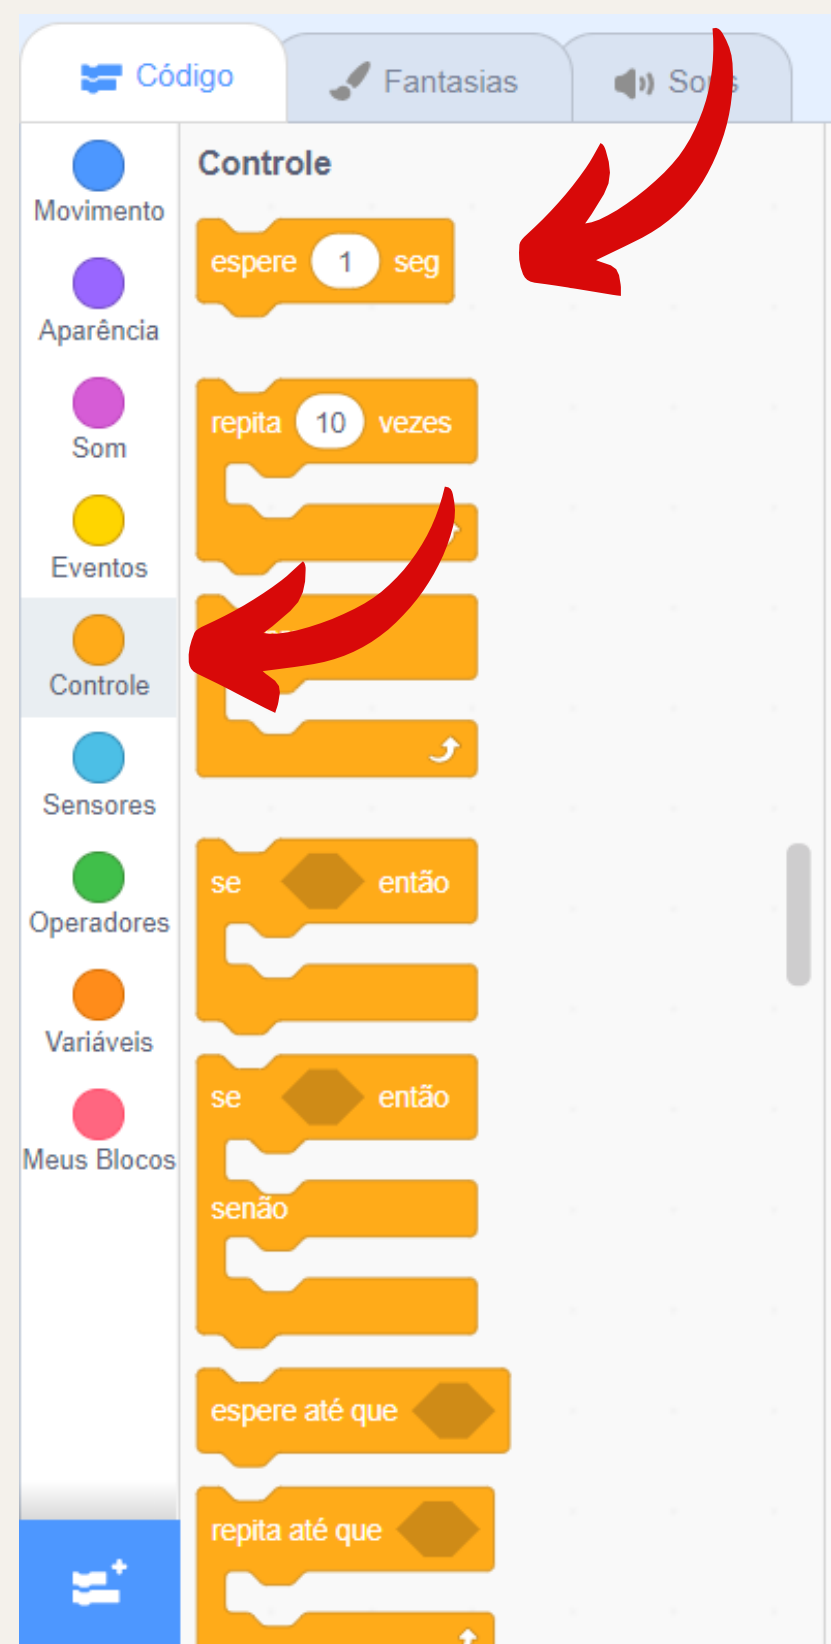 Código
Fantasias
Movimento
Aparência
Som
Eventos
Controle
Sensores
Operadores
Variáveis
Meus Blocos
Controle
espere 1 seg
repita 10 vezes
se então
se então
senão
espere até que
repita até que